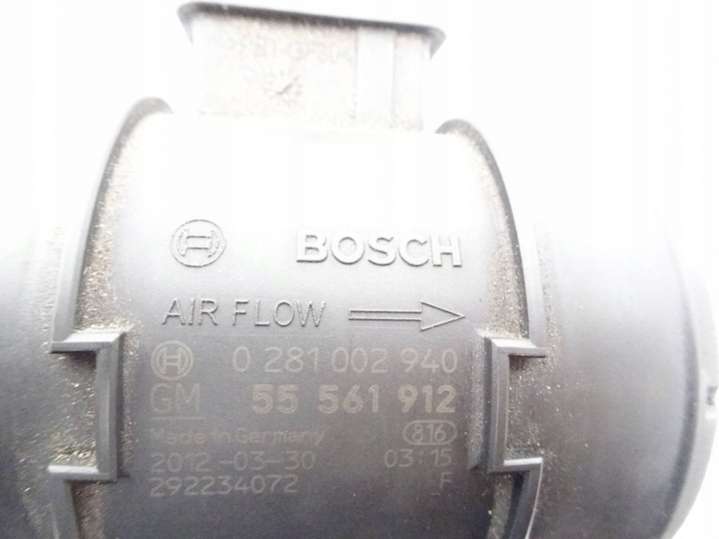 BOSCH
AIR FLOW
0 281 002 940
GM 55 561 912
Made in Germany 816
2012-03-30 03:15
292234072 F